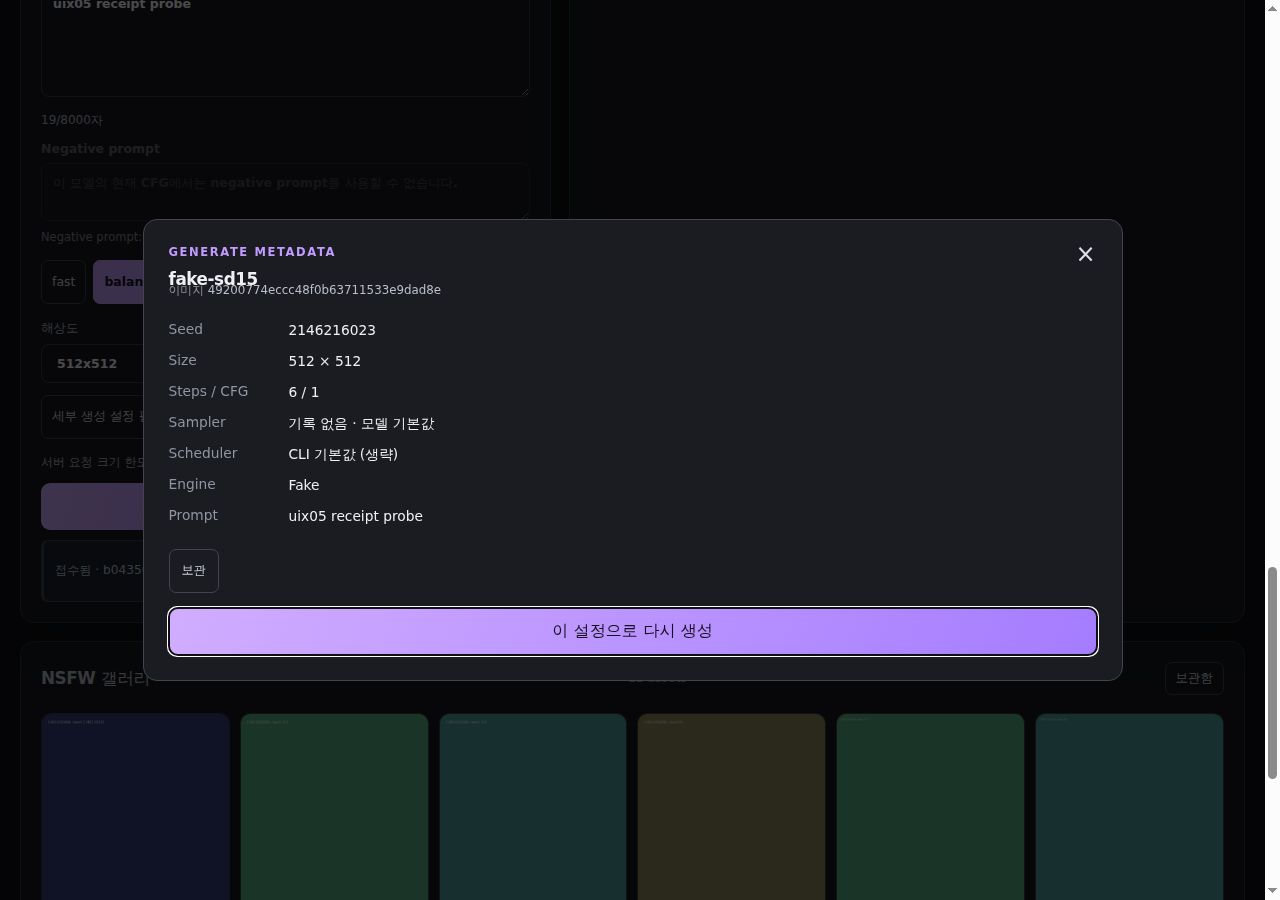 uix05 receipt probe
19/8000자
Negative prompt
이 모델의 현재 CFG에서는 negative prompt를 사용할 수 없습니다.
Negative prompt:
fast
balan
해상도
512x512
세부 생성 설정
서버 요청 크기 한도
접수됨 · b0435
GENERATE METADATA
×
fake-sd15
이미지 49200774eccc48f0b63711533e9dad8e
Seed 2146216023
Size 512 × 512
Steps / CFG 6 / 1
Sampler 기록 없음 · 모델 기본값
Scheduler CLI 기본값 (생략)
Engine Fake
Prompt uix05 receipt probe
보관
이 설정으로 다시 생성
NSFW 갤러리
보관함